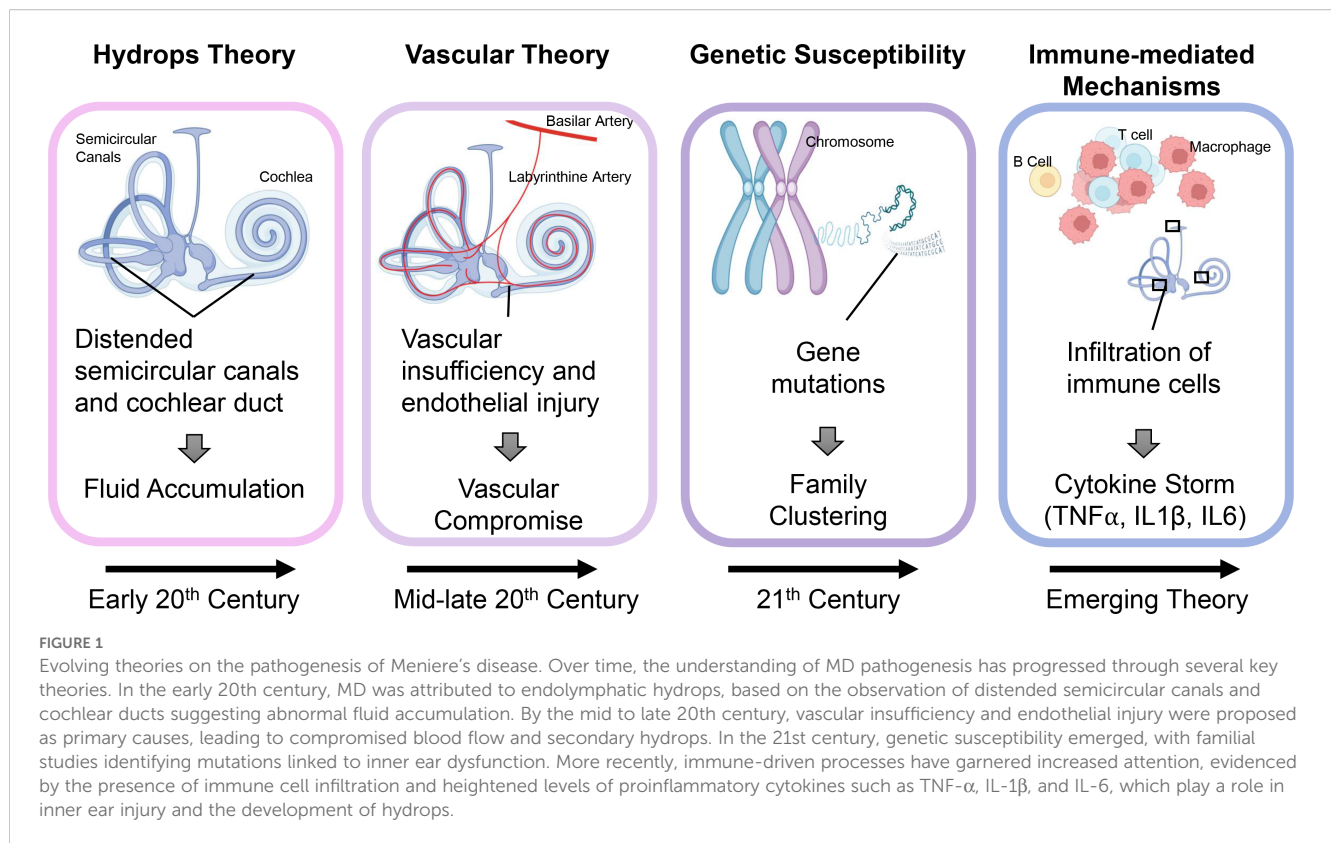 Hydrops Theory
Semicircular
Canals
Cochlea
Distended
semicircular canals
and cochlear duct
Fluid Accumulation
Early 20th Century
Vascular Theory
Basilar Artery
Labyrinthine Artery
Vascular
insufficiency and
endothelial injury
Vascular
Compromise
Mid-late 20th Century
Genetic Susceptibility
Chromosome
Gene
mutations
Family
Clustering
21th Century
Immune-mediated
Mechanisms
T cell
B Cell
Macrophage
Infiltration of
immune cells
Cytokine Storm
(TNFα, IL1β, IL6)
Emerging Theory
FIGURE 1
Evolving theories on the pathogenesis of Meniere’s disease. Over time, the understanding of MD pathogenesis has progressed through several key
theories. In the early 20th century, MD was attributed to endolymphatic hydrops, based on the observation of distended semicircular canals and
cochlear ducts suggesting abnormal fluid accumulation. By the mid to late 20th century, vascular insufficiency and endothelial injury were proposed
as primary causes, leading to compromised blood flow and secondary hydrops. In the 21st century, genetic susceptibility emerged, with familial
studies identifying mutations linked to inner ear dysfunction. More recently, immune-driven processes have garnered increased attention, evidenced
by the presence of immune cell infiltration and heightened levels of proinflammatory cytokines such as TNF-α, IL-1β, and IL-6, which play a role in
inner ear injury and the development of hydrops.